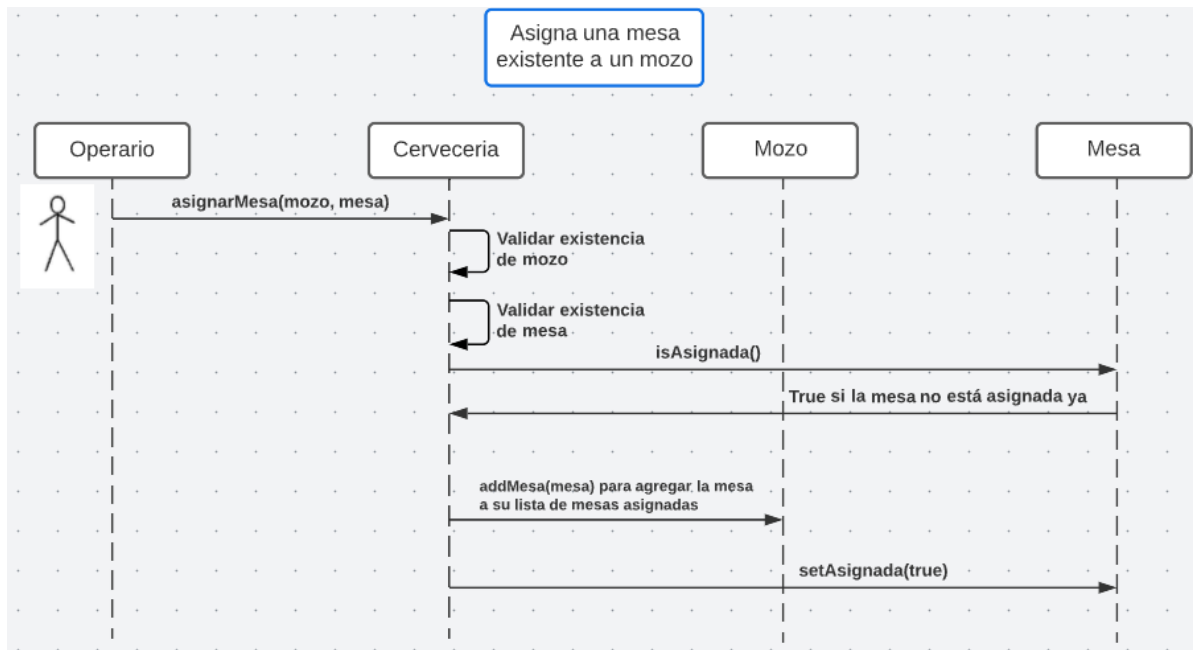 Asigna una mesa
existente a un mozo
Operario
Cerveceria
Mozo
Mesa
asignarMesa(mozo, mesa)
Validar existencia
de mozo
Validar existencia
de mesa
isAsignada()
True si la mesa no está asignada ya
addMesa(mesa) para agregar la mesa
a su lista de mesas asignadas
setAsignada(true)